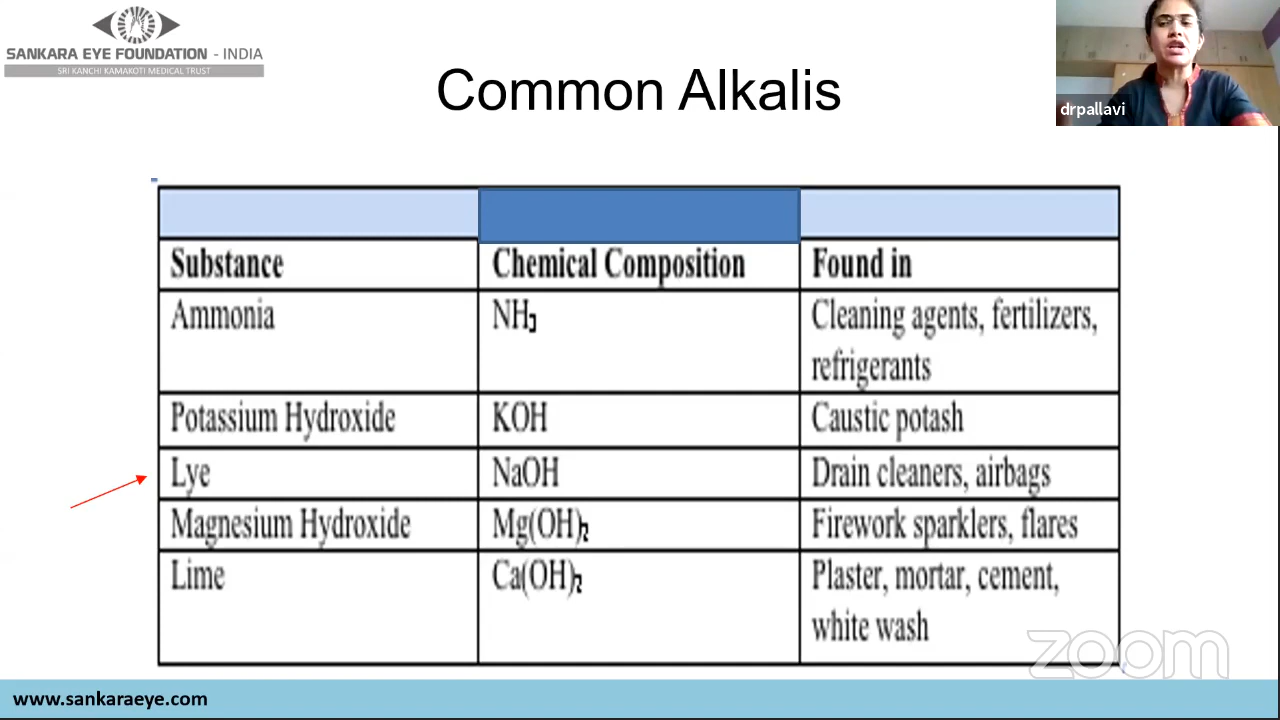 SANKARA EYE FOUNDATION - INDIA
SRI KANCHI KAMAKOTI MEDICAL TRUST
Common Alkalis
drpallavi
Substance Chemical Composition Found in
Ammonia NH₃ Cleaning agents, fertilizers,
refrigerants
Potassium Hydroxide KOH Caustic potash
Lye NaOH Drain cleaners, airbags
Magnesium Hydroxide Mg(OH)₂ Firework sparklers, flares
Lime Ca(OH)₂ Plaster, mortar, cement,
white wash
zoom
www.sankaraeye.com